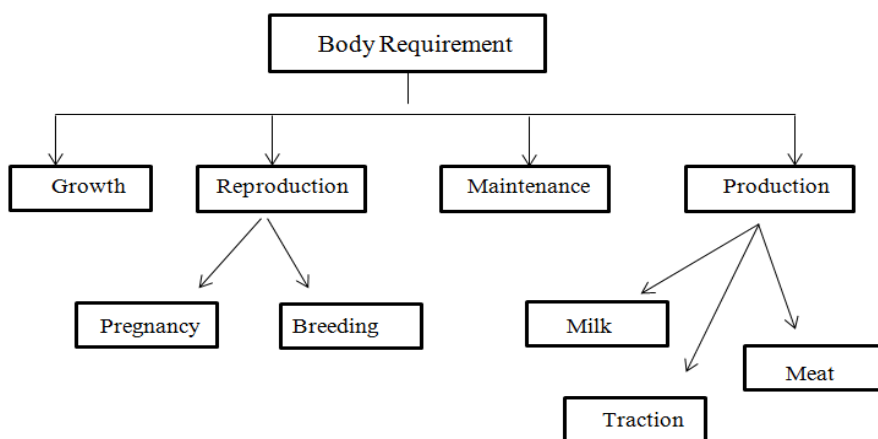 Body Requirement
Growth
Reproduction
Maintenance
Production
Pregnancy
Breeding
Milk
Meat
Traction